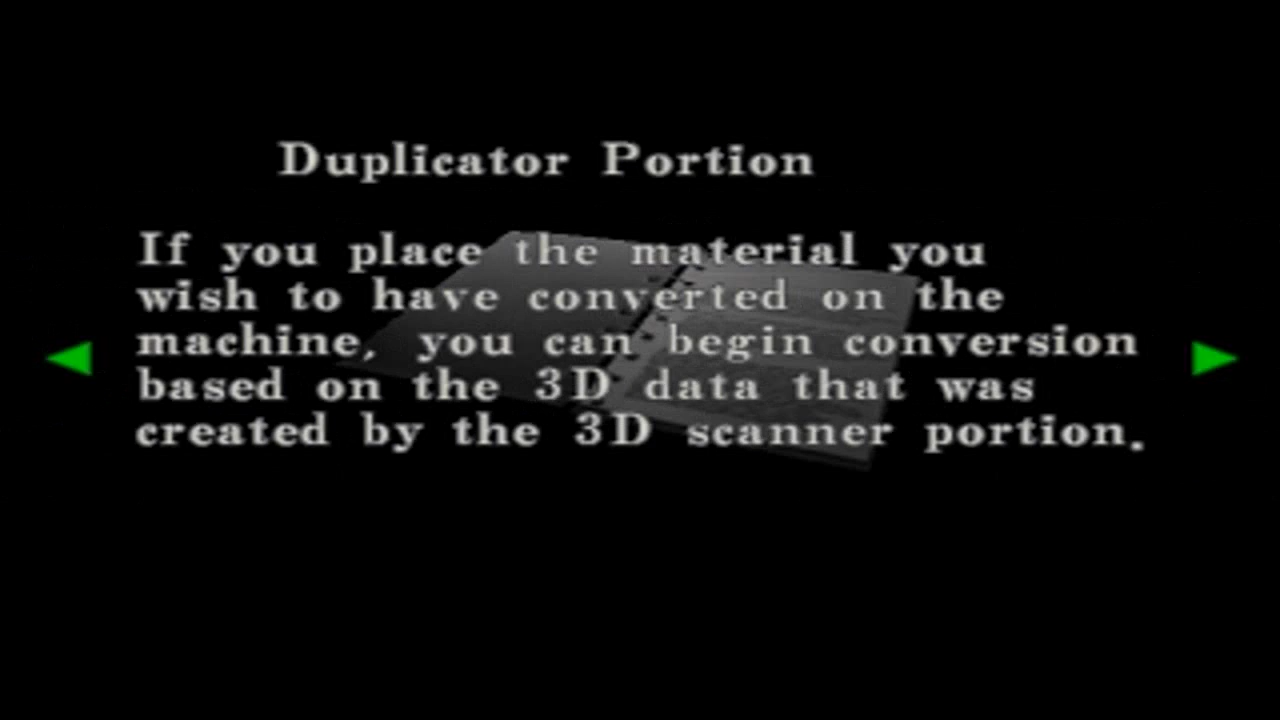 Duplicator Portion
If you place the material you
wish to have converted on the
machine, you can begin conversion
based on the 3D data that was
created by the 3D scanner portion.